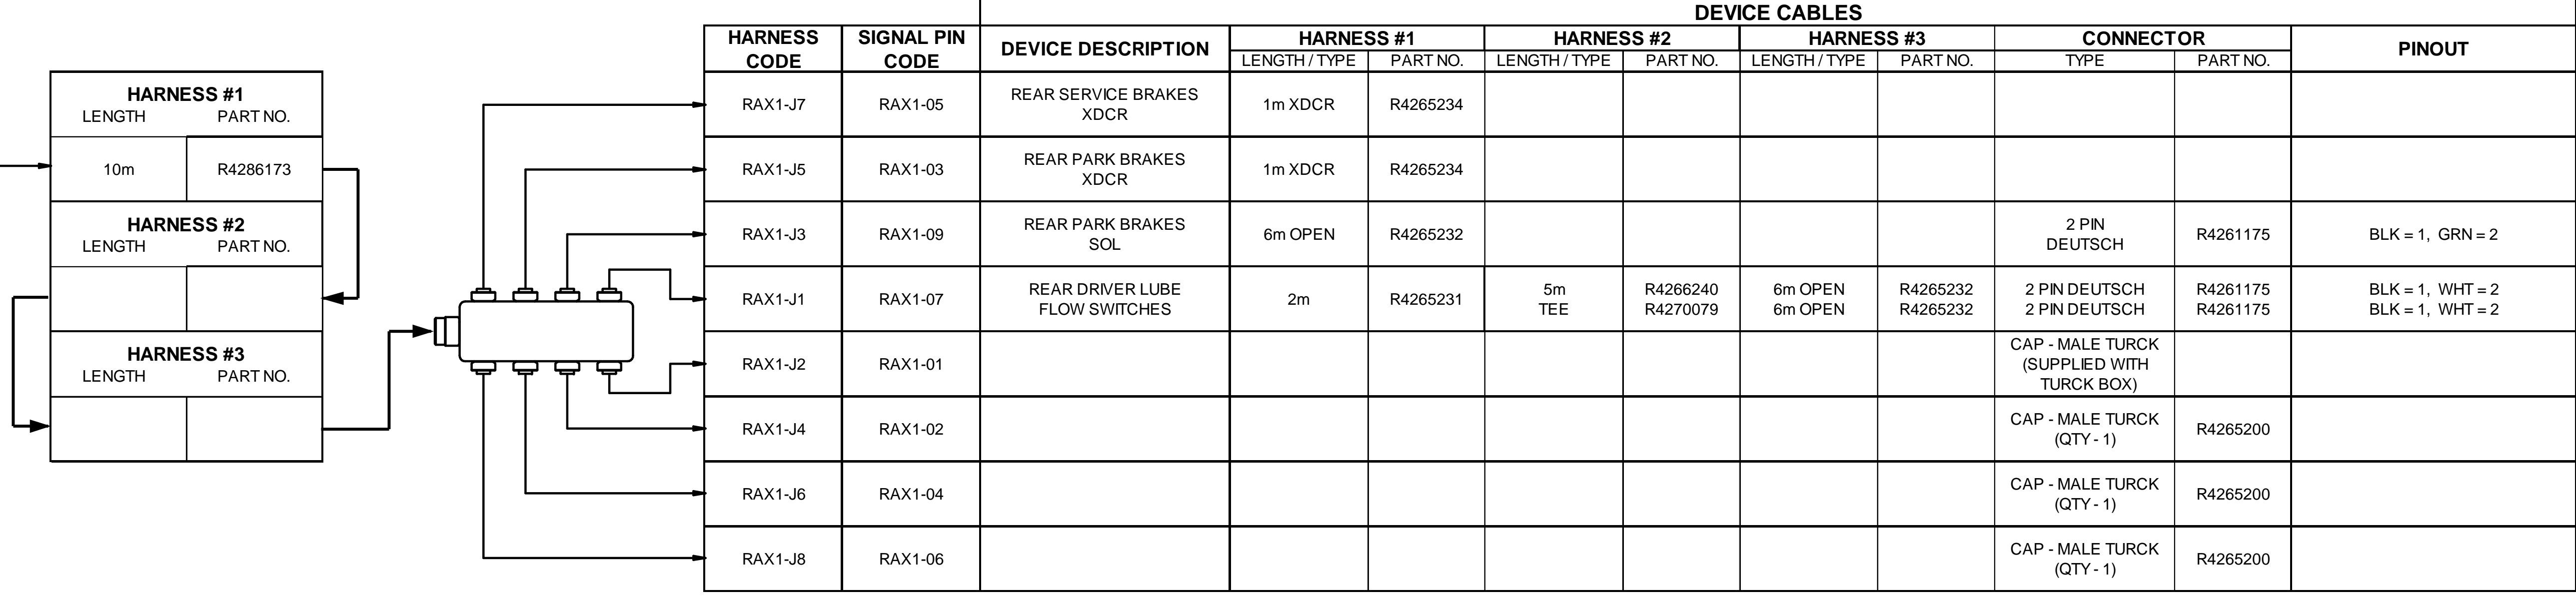 DEVICE CABLES
HARNESS CODE SIGNAL PIN CODE DEVICE DESCRIPTION HARNESS #1 HARNESS #2 HARNESS #3 CONNECTOR PINOUT
LENGTH / TYPE PART NO. LENGTH / TYPE PART NO. LENGTH / TYPE PART NO. TYPE PART NO.
HARNESS #1
LENGTH PART NO.
10m R4286173
HARNESS #2
LENGTH PART NO.
HARNESS #3
LENGTH PART NO.
RAX1-J7 RAX1-05 REAR SERVICE BRAKES 1m XDCR R4265234
XDCR
RAX1-J5 RAX1-03 REAR PARK BRAKES 1m XDCR R4265234
XDCR
RAX1-J3 RAX1-09 REAR PARK BRAKES 6m OPEN R4265232 2 PIN R4261175 BLK = 1, GRN = 2
SOL DEUTSCH
RAX1-J1 RAX1-07 REAR DRIVER LUBE 2m R4265231 5m R4266240 6m OPEN R4265232 2 PIN DEUTSCH R4261175 BLK = 1, WHT = 2
FLOW SWITCHES TEE R4270079 6m OPEN R4265232 2 PIN DEUTSCH R4261175 BLK = 1, WHT = 2
RAX1-J2 RAX1-01 CAP - MALE TURCK
(SUPPLIED WITH
TURCK BOX)
RAX1-J4 RAX1-02 CAP - MALE TURCK R4265200
(QTY - 1)
RAX1-J6 RAX1-04 CAP - MALE TURCK R4265200
(QTY - 1)
RAX1-J8 RAX1-06 CAP - MALE TURCK R4265200
(QTY - 1)